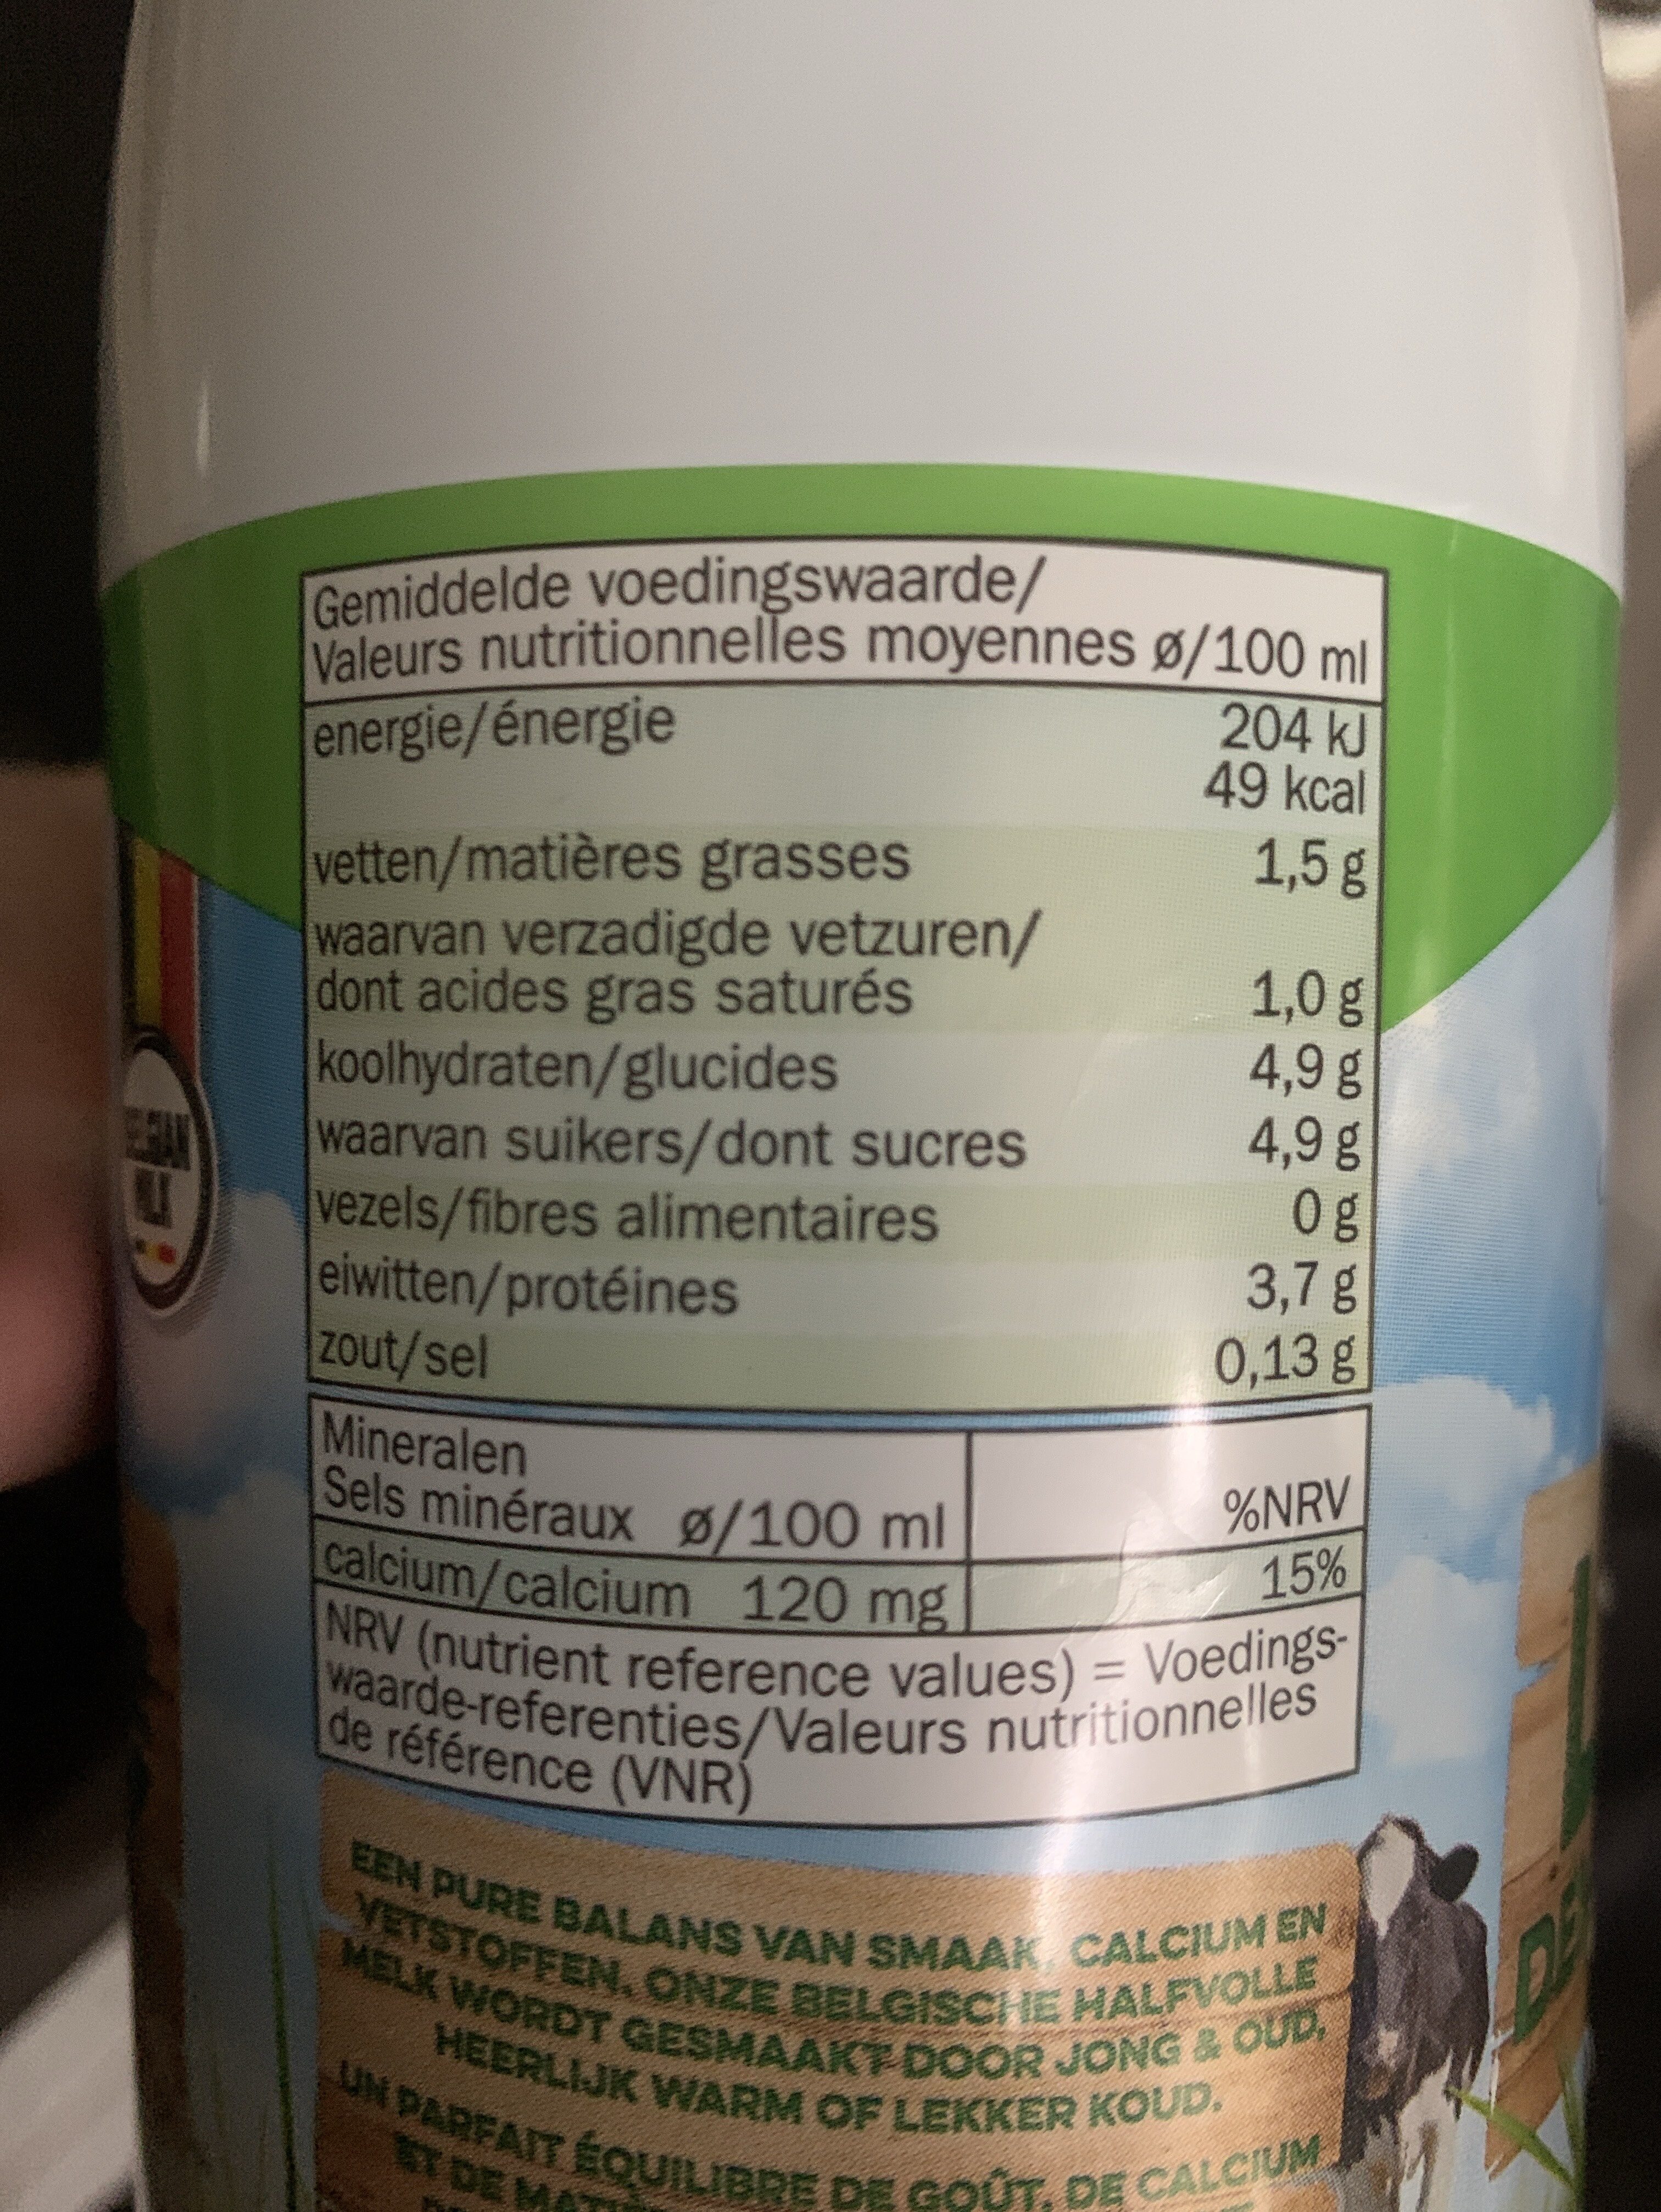 Gemiddelde voedingswaarde/
Valeurs nutritionnelles moyennes ø/100 ml
energie/énergie 204 kJ
49 kcal
vetten/matières grasses 1,5 g
waarvan verzadigde vetzuren/
dont acides gras saturés 1,0 g
koolhydraten/glucides 4,9 g
waarvan suikers/dont sucres 4,9 g
vezels/fibres alimentaires 0 g
eiwitten/protéines 3,7 g
zout/sel 0,13 g
Mineralen
Sels minéraux ø/100 ml %NRV
calcium/calcium 120 mg 15%
NRV (nutrient reference values) = Voedings-
waarde-referenties/Valeurs nutritionnelles
de référence (VNR)
BELGIAN
MILK
EEN PURE BALANS VAN SMAAK, CALCIUM EN
VETSTOFFEN. ONZE BELGISCHE HALFVOLLE
MELK WORDT GESMAAKT DOOR JONG & OUD.
HEERLIJK WARM OF LEKKER KOUD.
UN PARFAIT ÉQUILIBRE DE GOÛT, DE CALCIUM
ET DE